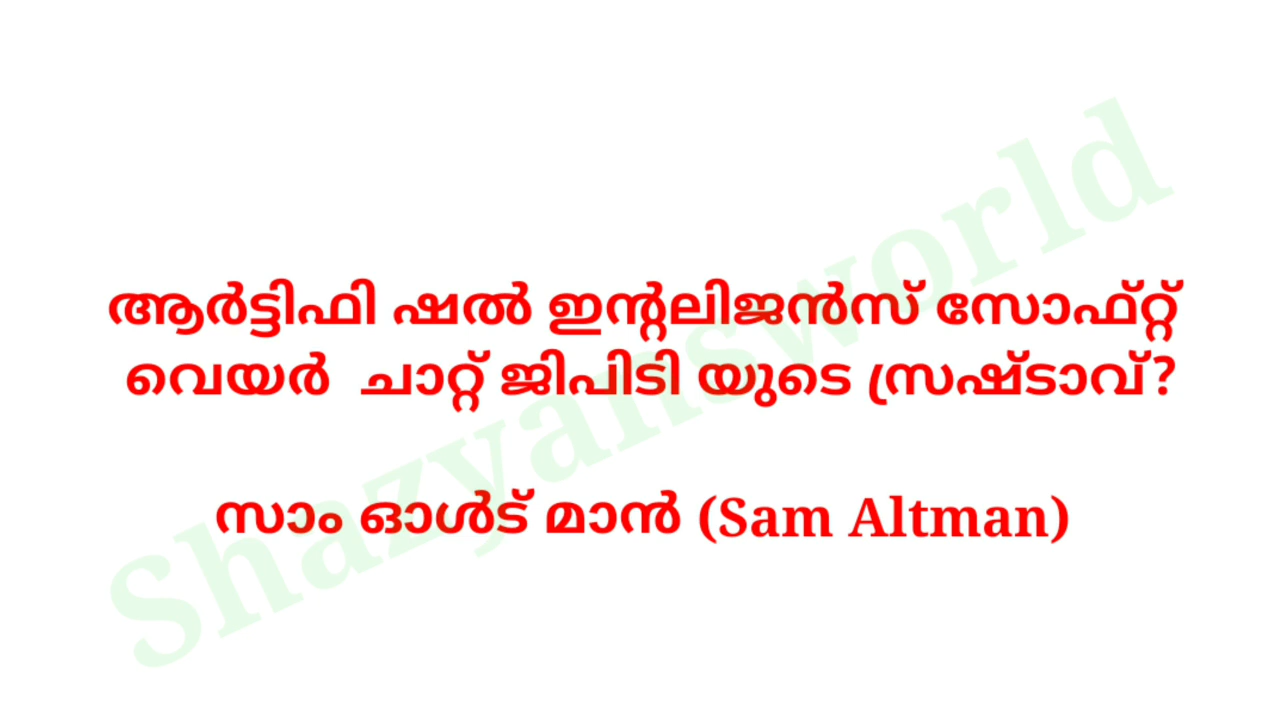 ആർട്ടിഫി ഷൽ ഇന്റലിജൻസ് സോഫ്റ്റ്
വെയർ ചാറ്റ് ജിപിടി യുടെ സ്രഷ്ടാവ്?
സാം ഓൾട് മാൻ (Sam Altman)
Shazyansworld